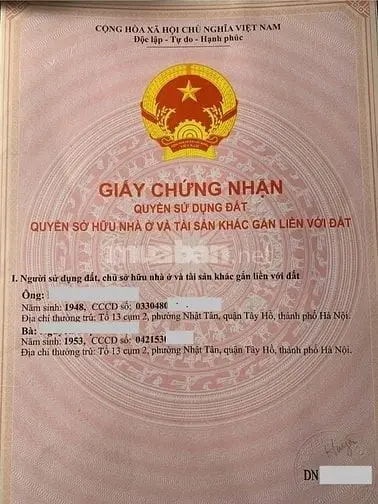 CỘNG HÒA XÃ HỘI CHỦ NGHĨA VIỆT NAM
Độc lập - Tự do - Hạnh phúc
GIẤY CHỨNG NHẬN
QUYỀN SỬ DỤNG ĐẤT
QUYỀN SỞ HỮU NHÀ Ở VÀ TÀI SẢN KHÁC GẮN LIỀN VỚI ĐẤT
muaban.net
I. Người sử dụng đất, chủ sở hữu nhà ở và tài sản khác gắn liền với đất
Ông:
Năm sinh: 1948, CCCD số: 0330480
Địa chỉ thường trú: Tổ 13 cụm 2, phường Nhật Tân, quận Tây Hồ, thành phố Hà Nội.
Bà:
Năm sinh: 1953, CCCD số: 0421530
Địa chỉ thường trú: Tổ 13 cụm 2, phường Nhật Tân, quận Tây Hồ, thành phố Hà Nội.
DN